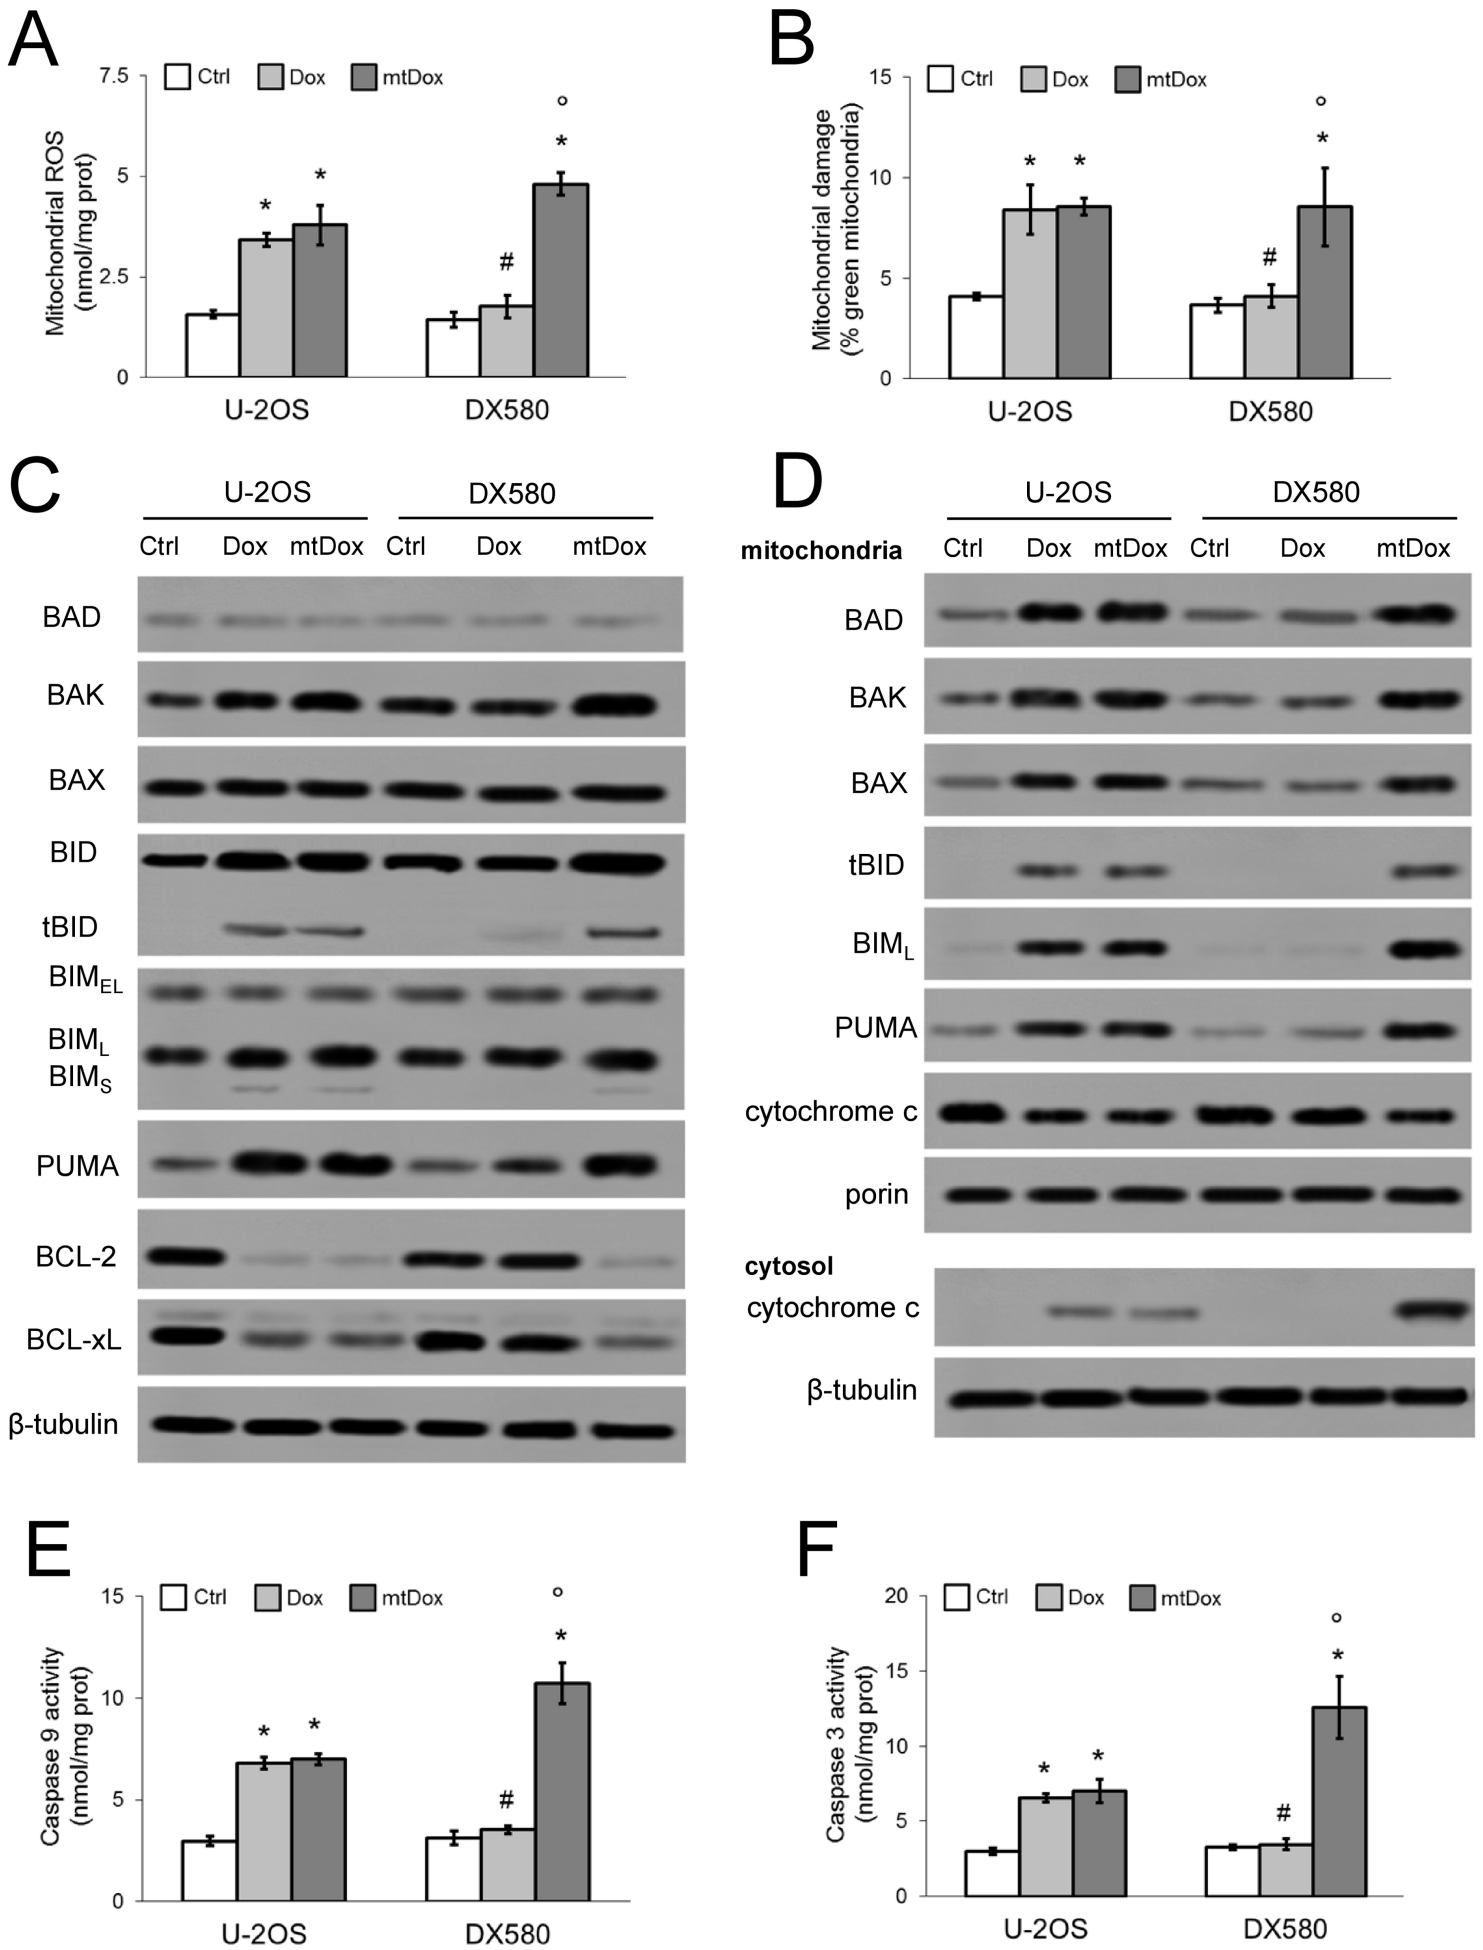 A
7.5
Ctrl
Dox
mtDox
5
2.5
0
Mitochondrial ROS
(nmol/mg prot)
*
*
#
*
°
U-2OS
DX580
B
15
Ctrl
Dox
mtDox
10
5
0
Mitochondrial damage
(% green mitochondria)
*
*
#
*
°
U-2OS
DX580
C
U-2OS
DX580
Ctrl
Dox
mtDox
Ctrl
Dox
mtDox
BAD
BAK
BAX
BID
tBID
BIM_EL
BIM_L
BIM_S
PUMA
BCL-2
BCL-xL
β-tubulin
D
U-2OS
DX580
mitochondria
Ctrl
Dox
mtDox
Ctrl
Dox
mtDox
BAD
BAK
BAX
tBID
BIM_L
PUMA
cytochrome c
porin
cytosol
cytochrome c
β-tubulin
E
15
Ctrl
Dox
mtDox
10
5
0
Caspase 9 activity
(nmol/mg prot)
*
*
#
*
°
U-2OS
DX580
F
20
Ctrl
Dox
mtDox
15
10
5
0
Caspase 3 activity
(nmol/mg prot)
*
*
#
*
°
U-2OS
DX580